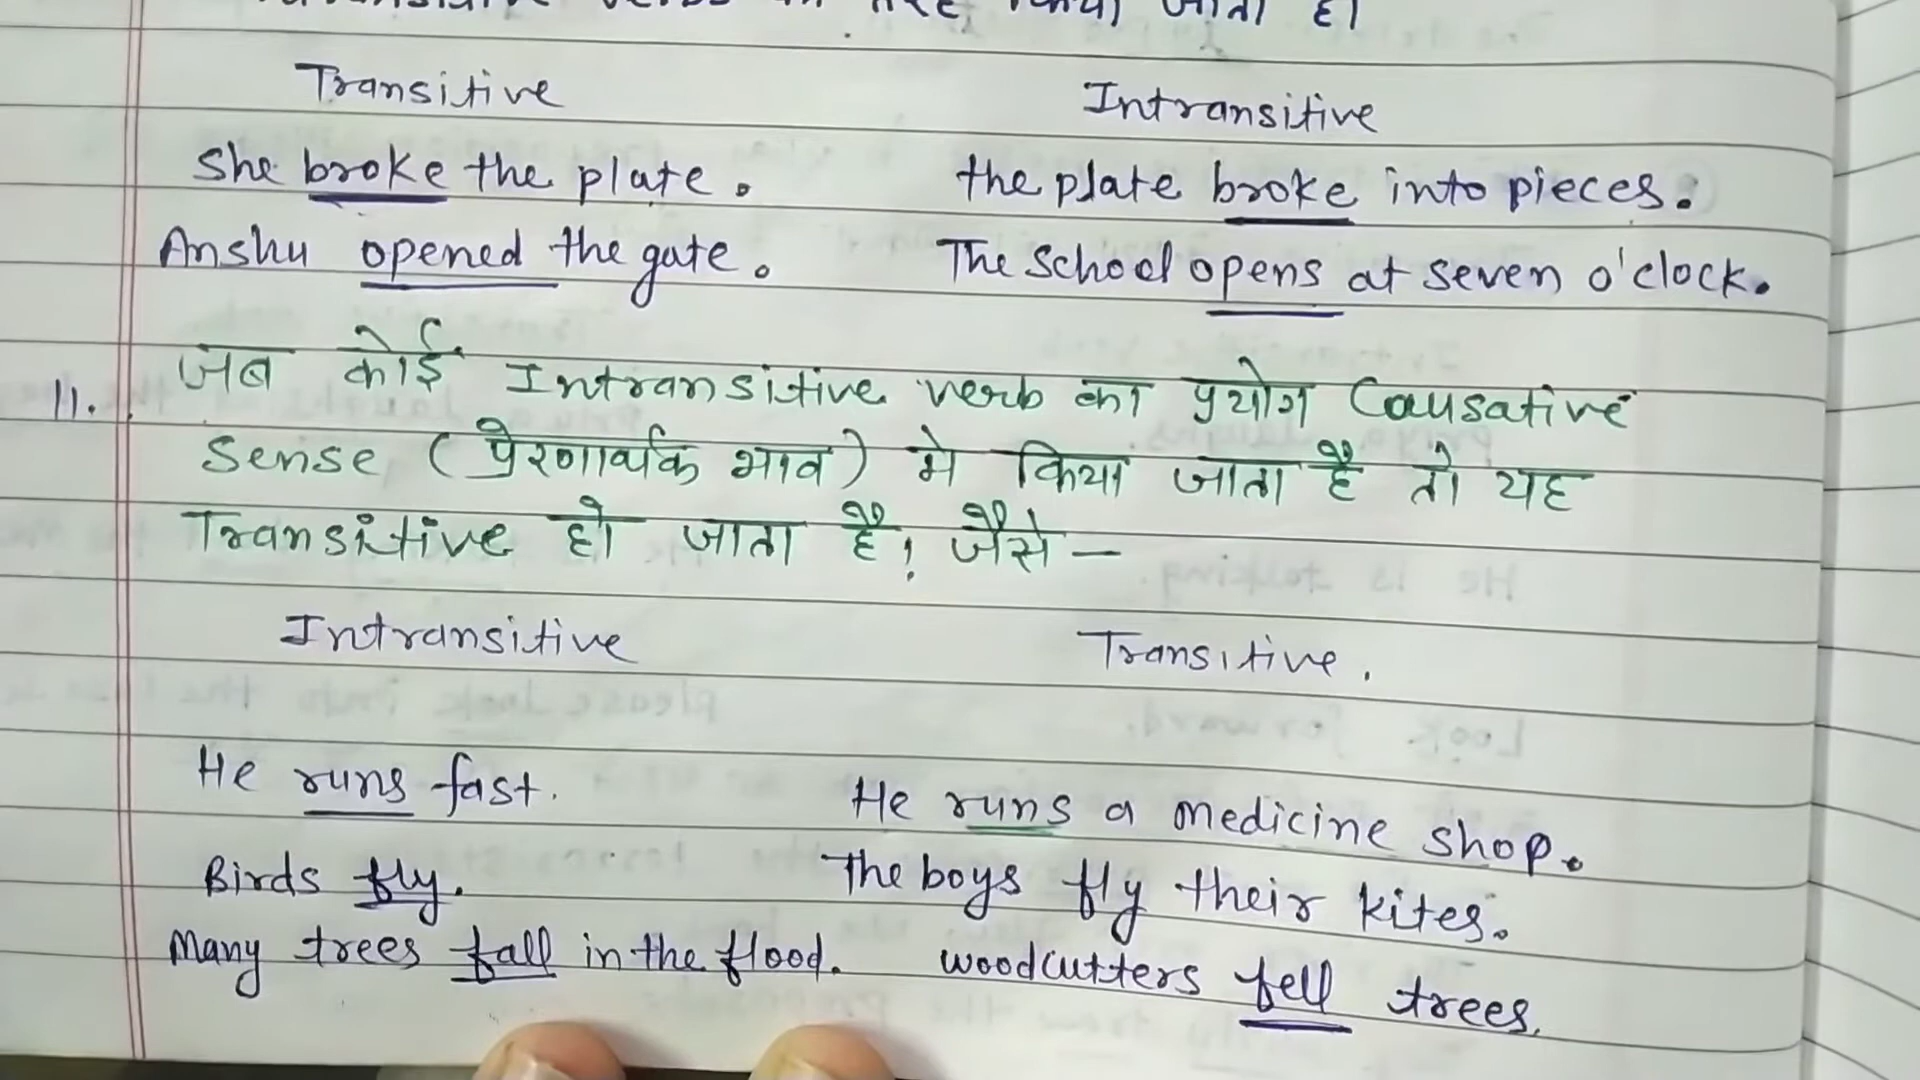 किया जाता है।
Transitive Intransitive
She broke the plate. the plate broke into pieces.
Anshu opened the gate. The School opens at seven o'clock.
11. जब कोई Intransitive verb का प्रयोग Causative
Sense (प्रेरणार्थक भाव) मे किया जाता है तो यह
Transitive हो जाता है। जैसे —
Intransitive Transitive.
He runs fast. He runs a medicine shop.
Birds fly. The boys fly their kites.
Many trees fall in the flood. woodcutters fell trees.